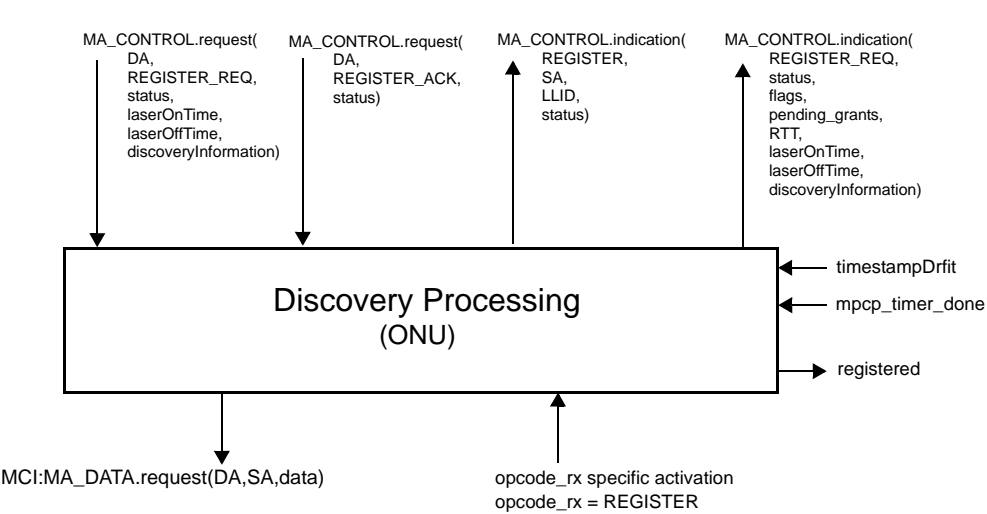 MA_CONTROL.request(
DA,
REGISTER_REQ,
status,
laserOnTime,
laserOffTime,
discoveryInformation)
MA_CONTROL.request(
DA,
REGISTER_ACK,
status)
MA_CONTROL.indication(
REGISTER,
SA,
LLID,
status)
MA_CONTROL.indication(
REGISTER_REQ,
status,
flags,
pending_grants,
RTT,
laserOnTime,
laserOffTime,
discoveryInformation)
Discovery Processing
(ONU)
timestampDrfit
mpcp_timer_done
registered
MCI:MA_DATA.request(DA,SA,data)
opcode_rx specific activation
opcode_rx = REGISTER